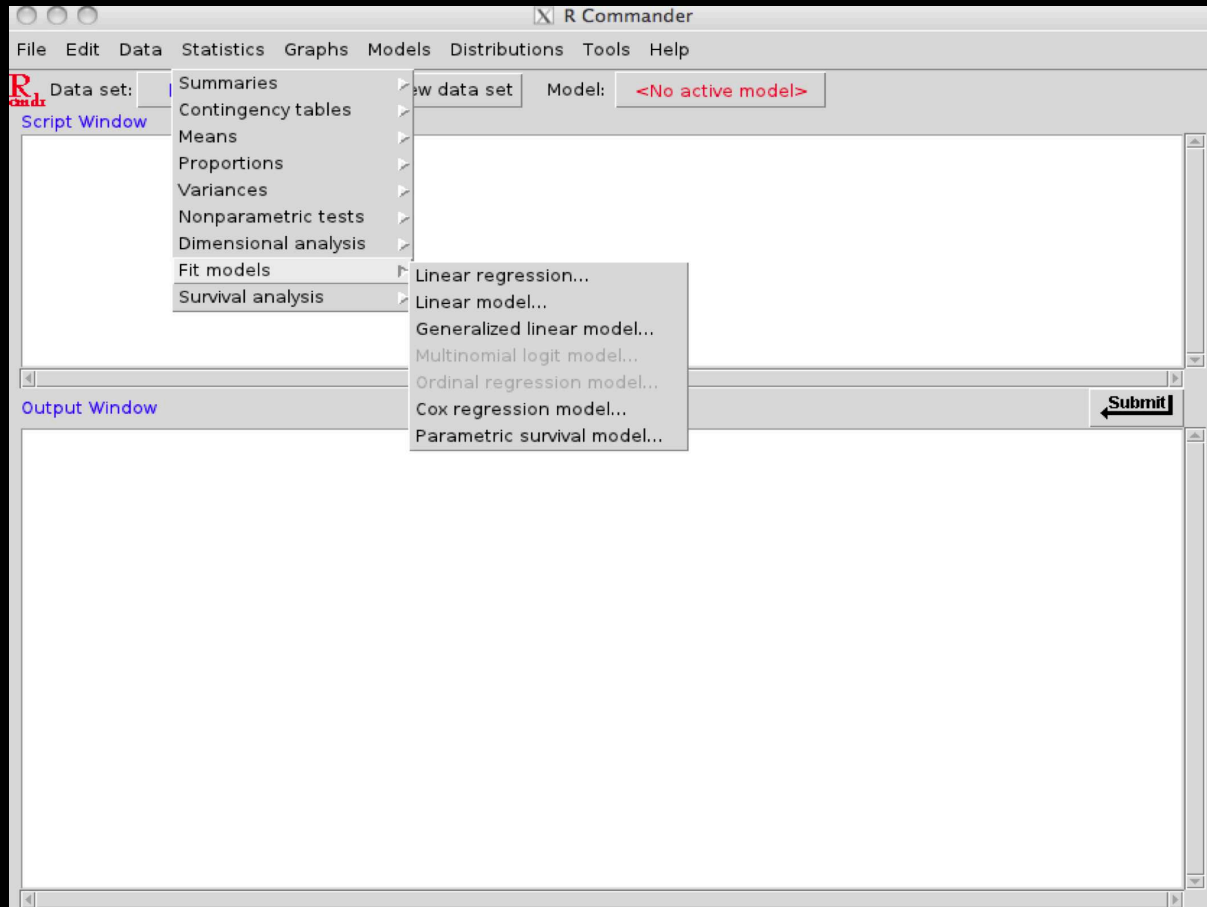 X R Commander
File Edit Data Statistics Graphs Models Distributions Tools Help
R cmdr Data set: ew data set Model: <No active model>
Script Window
Summaries
Contingency tables
Means
Proportions
Variances
Nonparametric tests
Dimensional analysis
Fit models
Survival analysis
Linear regression...
Linear model...
Generalized linear model...
Multinomial logit model...
Ordinal regression model...
Cox regression model...
Parametric survival model...
Output Window
Submit